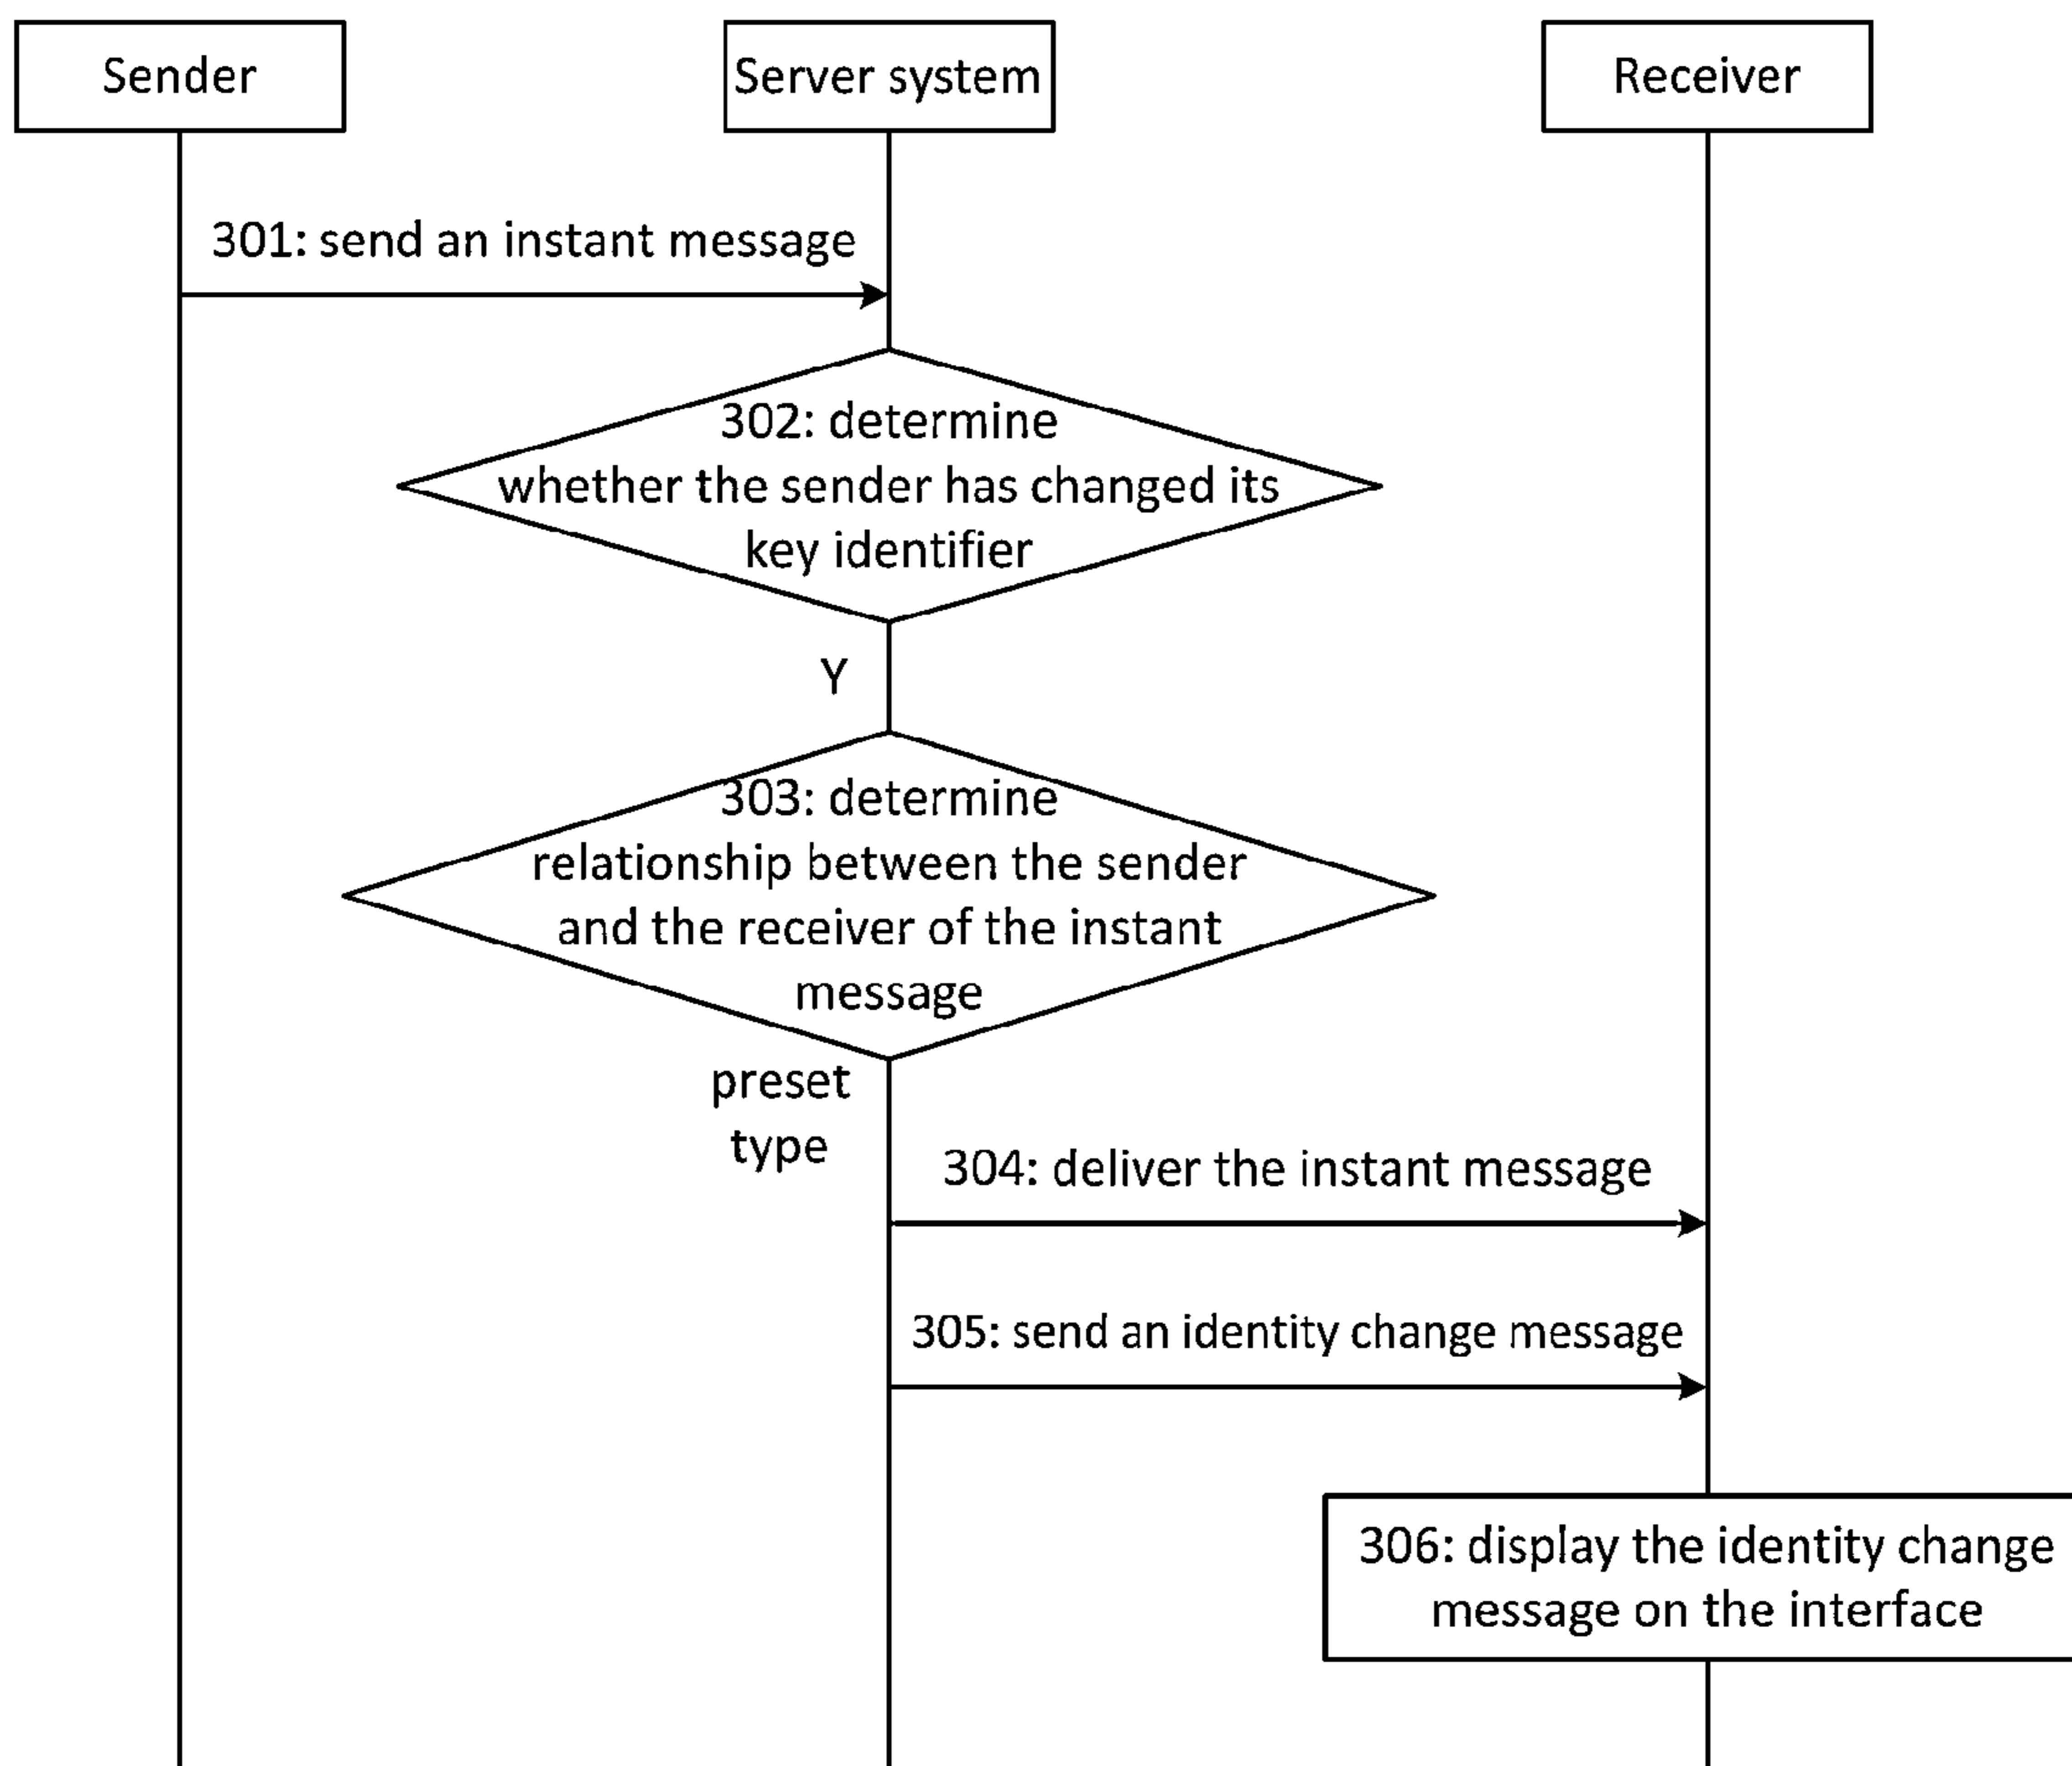 Sender
Server system
Receiver
301: send an instant message
302: determine
whether the sender has changed its
key identifier
Y
303: determine
relationship between the sender
and the receiver of the instant
message
preset
type
304: deliver the instant message
305: send an identity change message
306: display the identity change
message on the interface